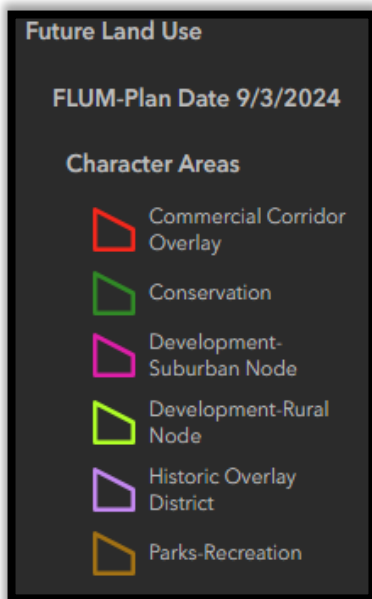 Future Land Use
FLUM-Plan Date 9/3/2024
Character Areas
Commercial Corridor
Overlay
Conservation
Development-
Suburban Node
Development-Rural
Node
Historic Overlay
District
Parks-Recreation